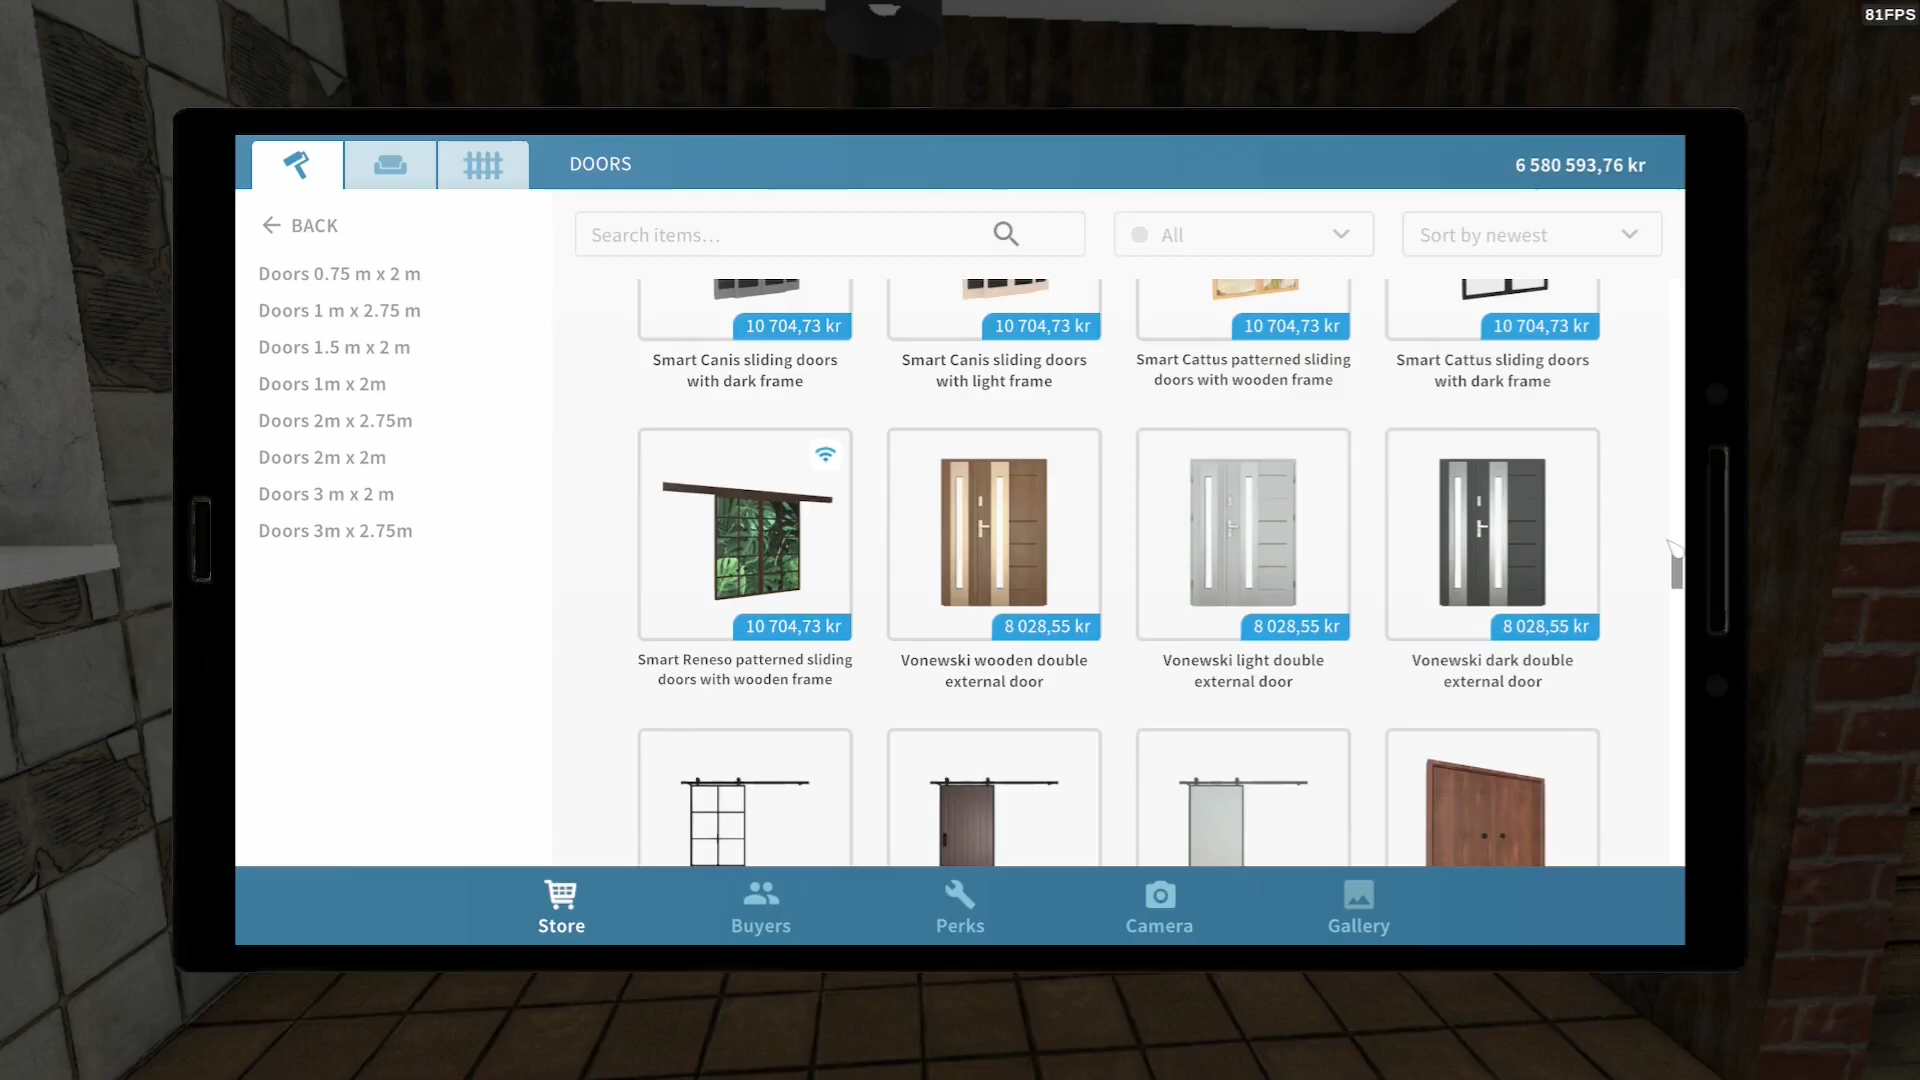 81FPS
DOORS
6 580 593,76 kr
BACK
Search items...
All
Sort by newest
Doors 0.75 m x 2 m
Doors 1 m x 2.75 m
Doors 1.5 m x 2 m
Doors 1m x 2m
Doors 2m x 2.75m
Doors 2m x 2m
Doors 3 m x 2 m
Doors 3m x 2.75m
10 704,73 kr
10 704,73 kr
10 704,73 kr
10 704,73 kr
Smart Canis sliding doors
with dark frame
Smart Canis sliding doors
with light frame
Smart Cattus patterned sliding
doors with wooden frame
Smart Cattus sliding doors
with dark frame
10 704,73 kr
8 028,55 kr
8 028,55 kr
8 028,55 kr
Smart Reneso patterned sliding
doors with wooden frame
Vonewski wooden double
external door
Vonewski light double
external door
Vonewski dark double
external door
Store
Buyers
Perks
Camera
Gallery